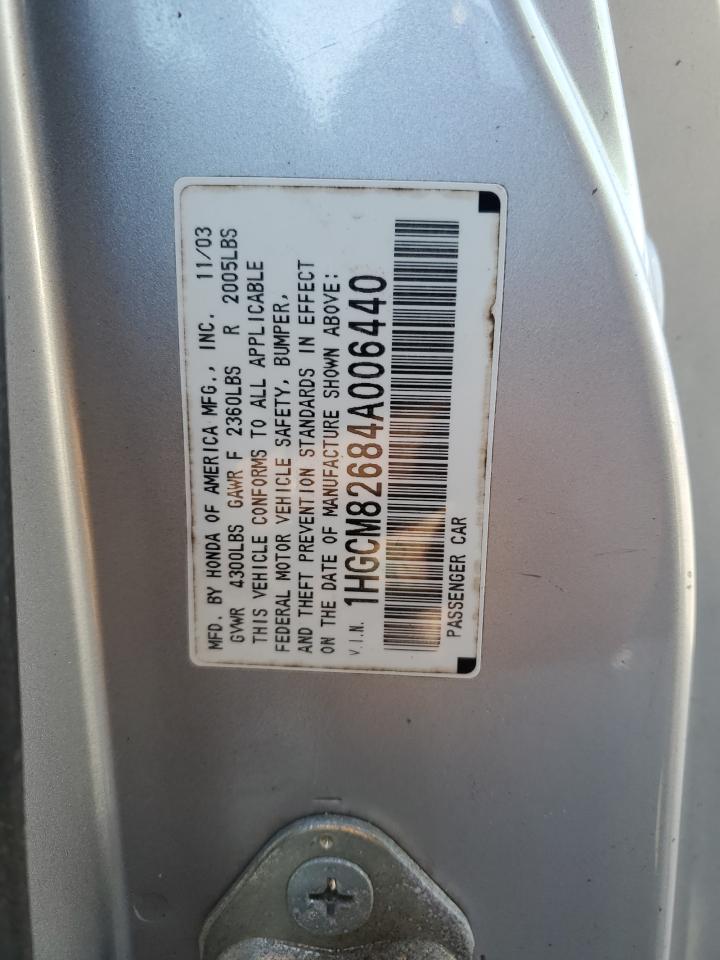 MFD. BY HONDA OF AMERICA MFG., INC. 11/03
GVWR 4300LBS GAWR F 2360LBS R 2005LBS
THIS VEHICLE CONFORMS TO ALL APPLICABLE
FEDERAL MOTOR VEHICLE SAFETY, BUMPER,
AND THEFT PREVENTION STANDARDS IN EFFECT
ON THE DATE OF MANUFACTURE SHOWN ABOVE:
V.I.N. 1HGCM82684A006440
PASSENGER CAR